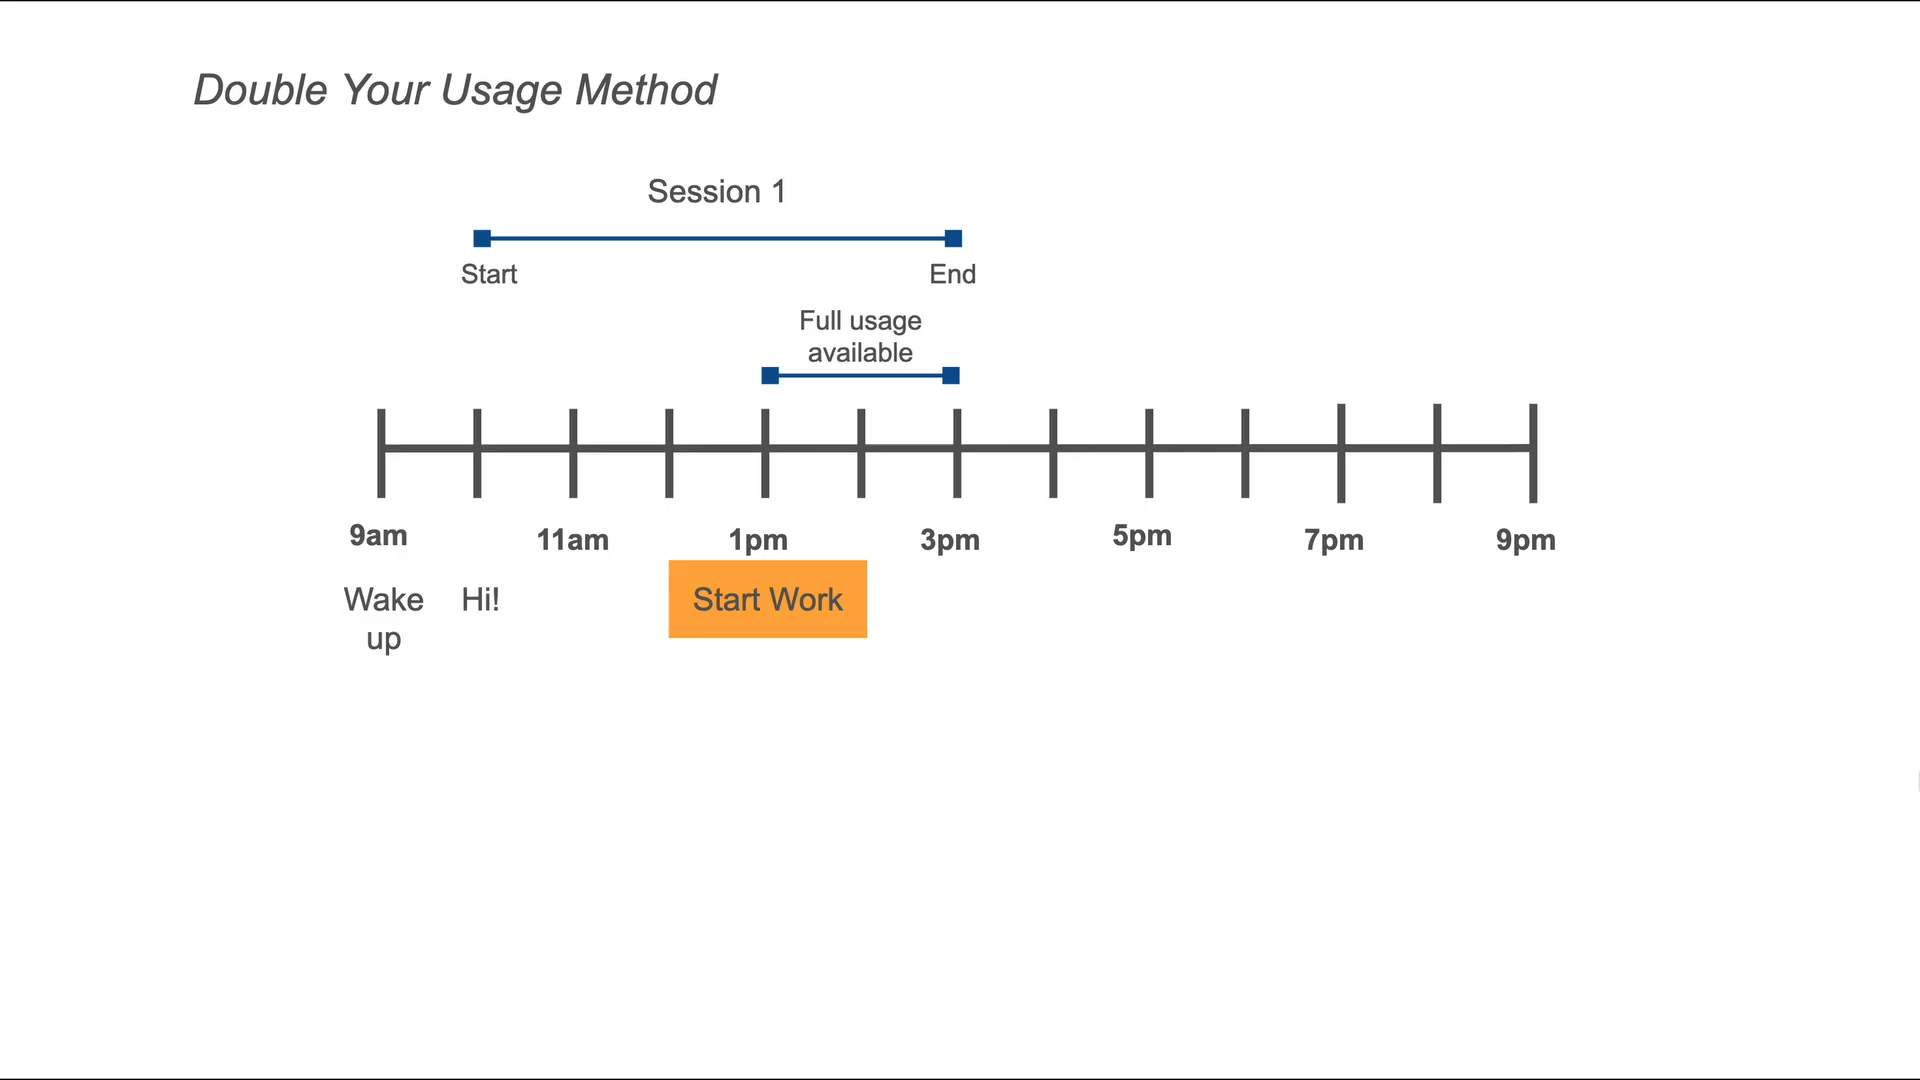 Double Your Usage Method
Session 1
Start
End
Full usage
available
9am
11am
1pm
3pm
5pm
7pm
9pm
Wake
up
Hi!
Start Work